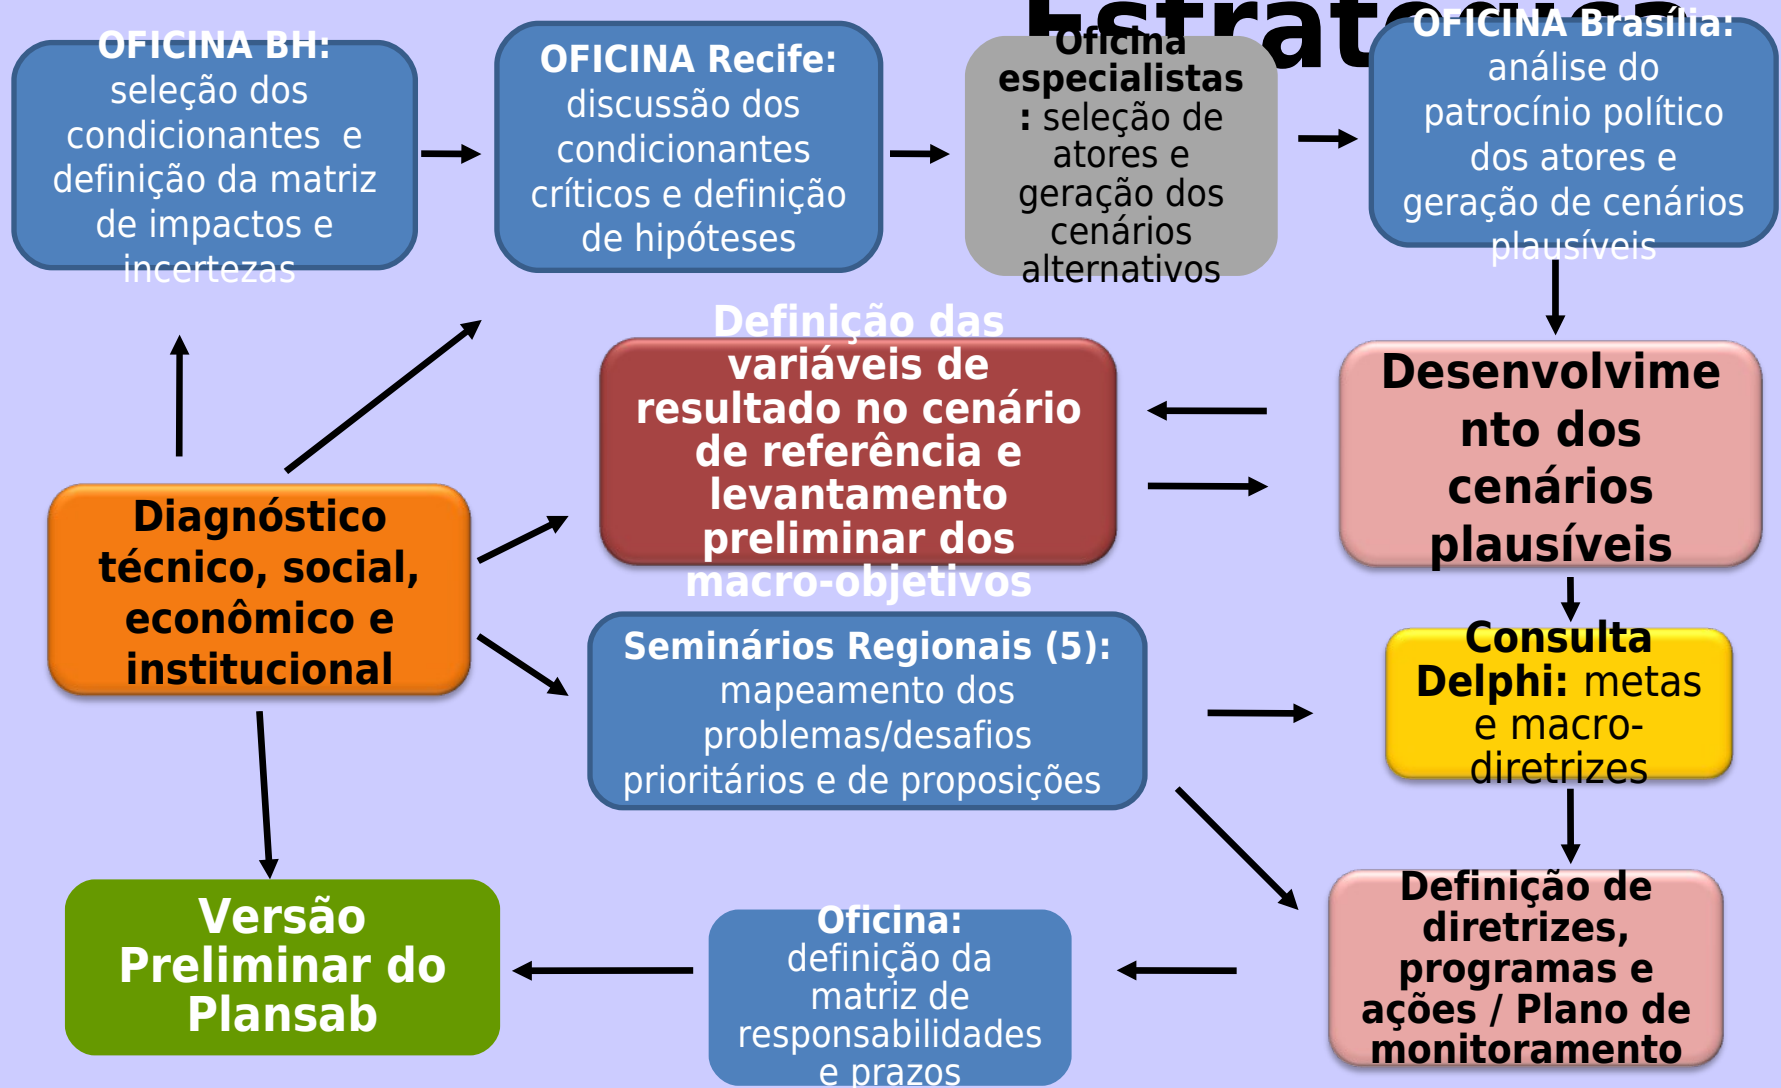 OFICINA BH:
seleção dos
condicionantes e
definição da matriz
de impactos e
incertezas
OFICINA Recife:
discussão dos
condicionantes
críticos e definição
de hipóteses
Oficina
especialistas
: seleção de
atores e
geração dos
cenários
alternativos
OFICINA Brasília:
análise do
patrocínio político
dos atores e
geração de cenários
plausíveis
Definição das
variáveis de
resultado no cenário
de referência e
levantamento
preliminar dos
macro-objetivos
Desenvolvime
nto dos
cenários
plausíveis
Diagnóstico
técnico, social,
econômico e
institucional
Seminários Regionais (5):
mapeamento dos
problemas/desafios
prioritários e de proposições
Consulta
Delphi: metas
e macro-
diretrizes
Versão
Preliminar do
Plansab
Oficina:
definição da
matriz de
responsabilidades
e prazos
Definição de
diretrizes,
programas e
ações / Plano de
monitoramento